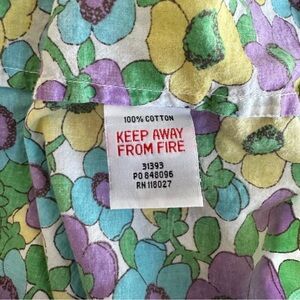 100% COTTON
KEEP AWAY
FROM FIRE
31393
PO 848096
RN 118027